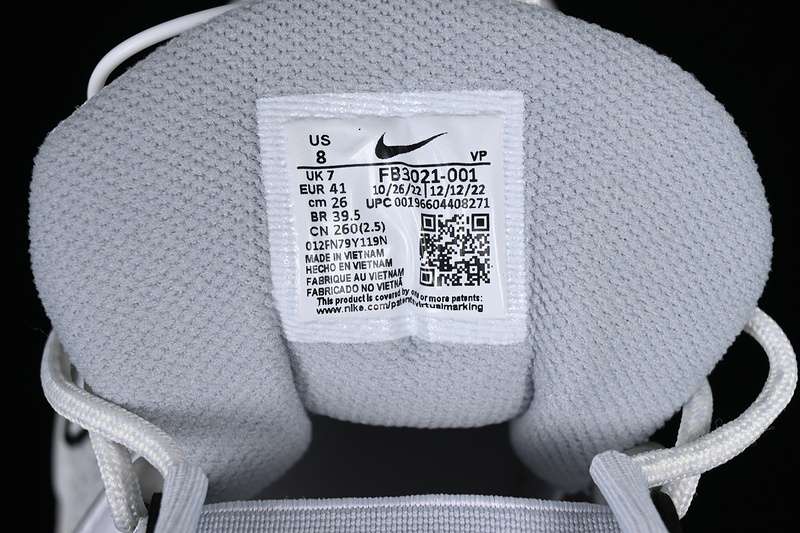 US
8
VP
UK 7
FB3021-001
EUR 41
10/26/22 12/12/22
cm 26
UPC 00196604408271
BR 39.5
CN 260(2.5)
012FN79Y119N
MADE IN VIETNAM
HECHO EN VIETNAM
FABRIQUE AU VIETNAM
FABRICADO NO VIETNÃ
This product is covered by one or more patents:
www.nike.com/patents virtualmarking